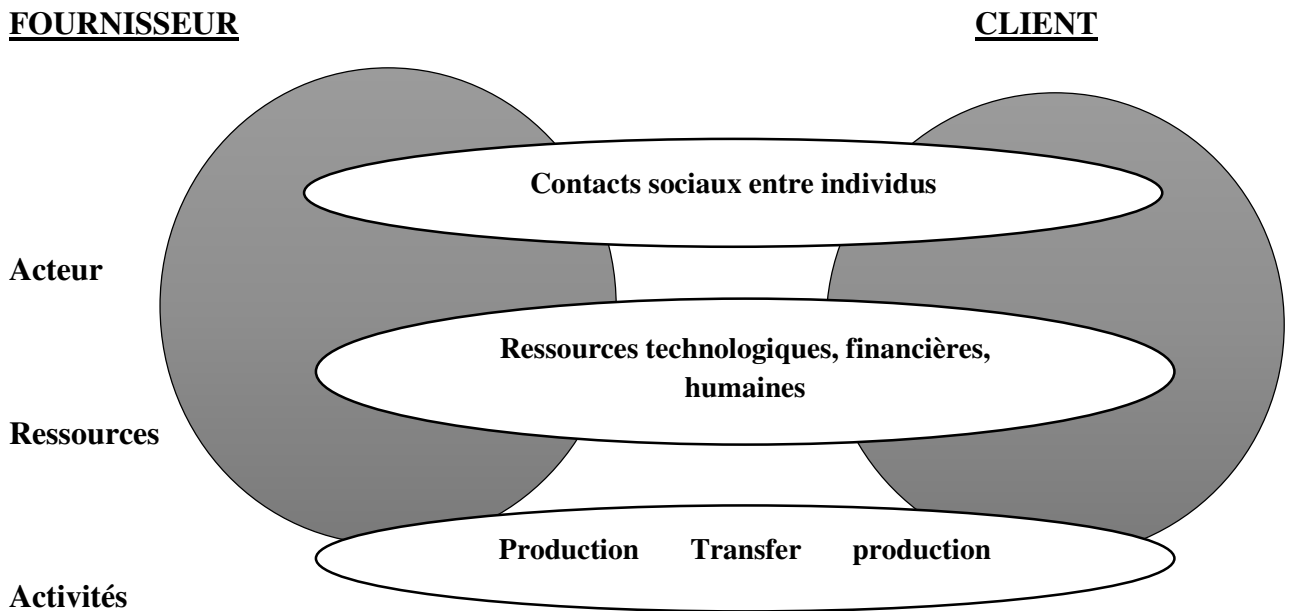 FOURNISSEUR CLIENT
Contacts sociaux entre individus
Acteur
Ressources technologiques, financières,
humaines
Ressources
Production Transfer production
Activités